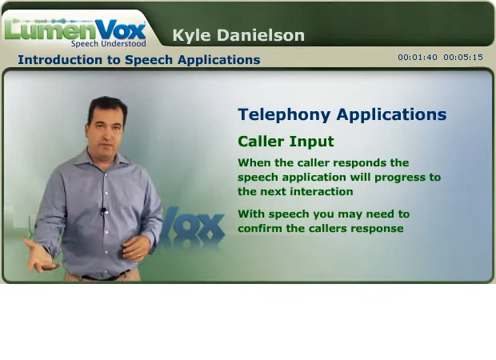 LumenVox
Speech Understood
Kyle Danielson
Introduction to Speech Applications
00:01:40 00:05:15
Telephony Applications
Caller Input
When the caller responds the
speech application will progress to
the next interaction
With speech you may need to
confirm the callers response
Vox